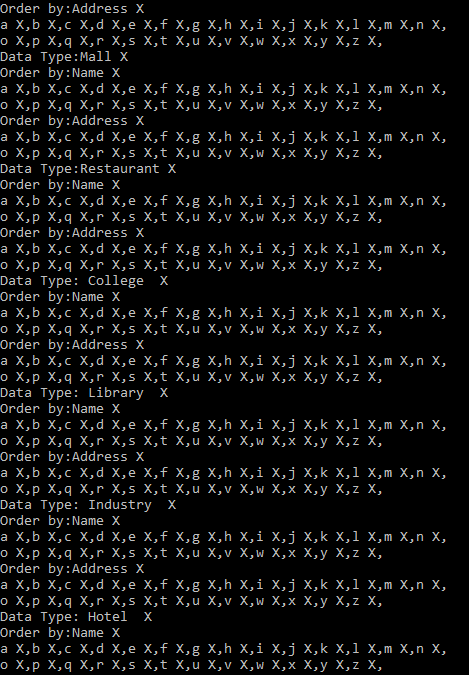 Order by:Address X
a X,b X,c X,d X,e X,f X,g X,h X,i X,j X,k X,l X,m X,n X,
o X,p X,q X,r X,s X,t X,u X,v X,w X,x X,y X,z X,
Data Type:Mall X
Order by:Name X
a X,b X,c X,d X,e X,f X,g X,h X,i X,j X,k X,l X,m X,n X,
o X,p X,q X,r X,s X,t X,u X,v X,w X,x X,y X,z X,
Order by:Address X
a X,b X,c X,d X,e X,f X,g X,h X,i X,j X,k X,l X,m X,n X,
o X,p X,q X,r X,s X,t X,u X,v X,w X,x X,y X,z X,
Data Type:Restaurant X
Order by:Name X
a X,b X,c X,d X,e X,f X,g X,h X,i X,j X,k X,l X,m X,n X,
o X,p X,q X,r X,s X,t X,u X,v X,w X,x X,y X,z X,
Order by:Address X
a X,b X,c X,d X,e X,f X,g X,h X,i X,j X,k X,l X,m X,n X,
o X,p X,q X,r X,s X,t X,u X,v X,w X,x X,y X,z X,
Data Type: College  X
Order by:Name X
a X,b X,c X,d X,e X,f X,g X,h X,i X,j X,k X,l X,m X,n X,
o X,p X,q X,r X,s X,t X,u X,v X,w X,x X,y X,z X,
Order by:Address X
a X,b X,c X,d X,e X,f X,g X,h X,i X,j X,k X,l X,m X,n X,
o X,p X,q X,r X,s X,t X,u X,v X,w X,x X,y X,z X,
Data Type: Library  X
Order by:Name X
a X,b X,c X,d X,e X,f X,g X,h X,i X,j X,k X,l X,m X,n X,
o X,p X,q X,r X,s X,t X,u X,v X,w X,x X,y X,z X,
Order by:Address X
a X,b X,c X,d X,e X,f X,g X,h X,i X,j X,k X,l X,m X,n X,
o X,p X,q X,r X,s X,t X,u X,v X,w X,x X,y X,z X,
Data Type: Industry  X
Order by:Name X
a X,b X,c X,d X,e X,f X,g X,h X,i X,j X,k X,l X,m X,n X,
o X,p X,q X,r X,s X,t X,u X,v X,w X,x X,y X,z X,
Order by:Address X
a X,b X,c X,d X,e X,f X,g X,h X,i X,j X,k X,l X,m X,n X,
o X,p X,q X,r X,s X,t X,u X,v X,w X,x X,y X,z X,
Data Type: Hotel  X
Order by:Name X
a X,b X,c X,d X,e X,f X,g X,h X,i X,j X,k X,l X,m X,n X,
o X,p X,q X,r X,s X,t X,u X,v X,w X,x X,y X,z X,